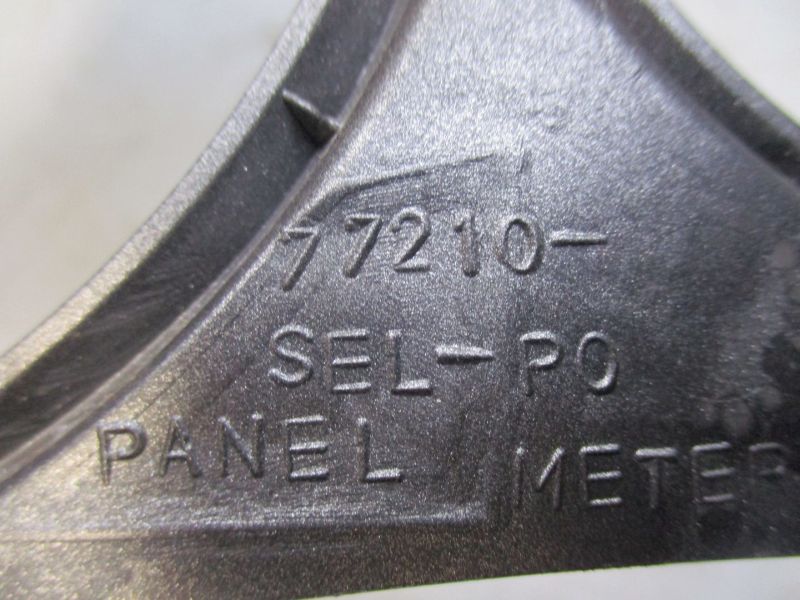 77210-
SEL-P0
PANEL METER